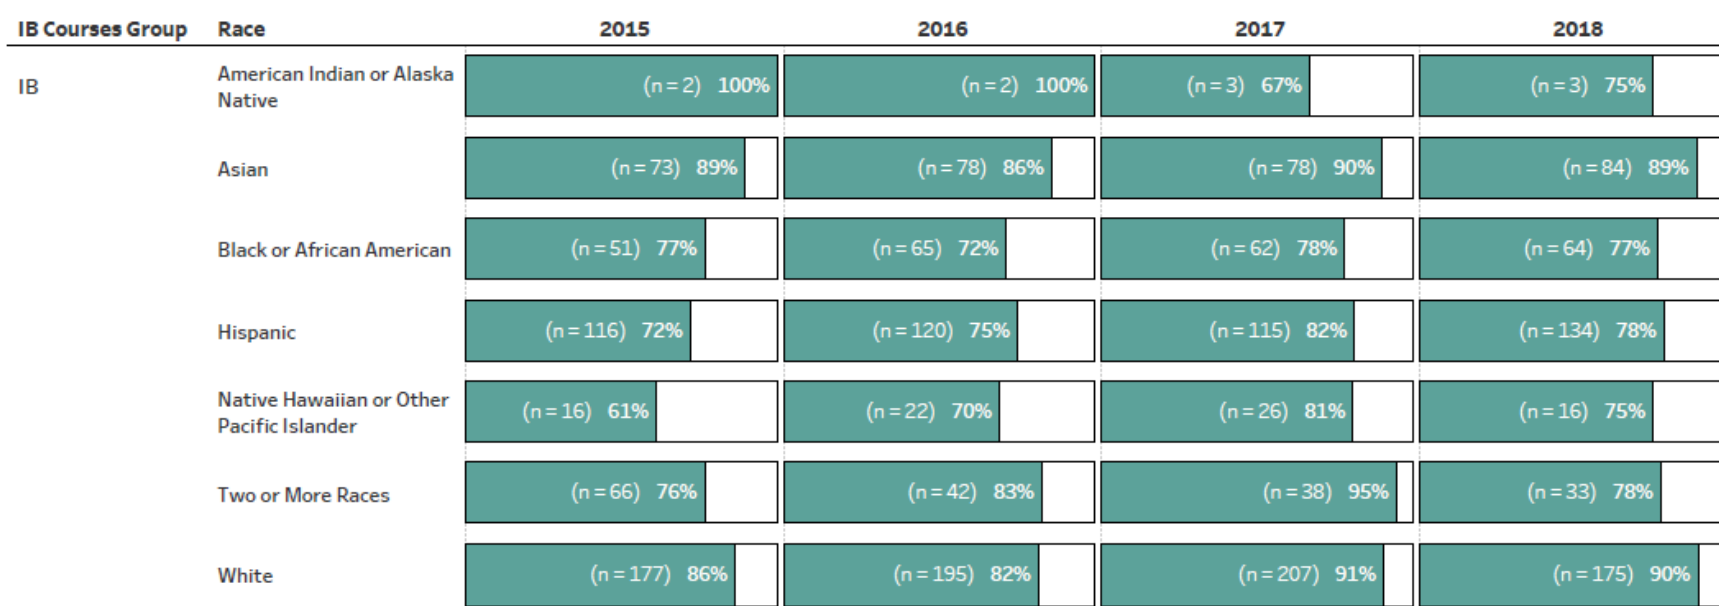 IB Courses Group Race 2015 2016 2017 2018
IB American Indian or Alaska Native (n = 2) 100% (n = 2) 100% (n = 3) 67% (n = 3) 75%
Asian (n = 73) 89% (n = 78) 86% (n = 78) 90% (n = 84) 89%
Black or African American (n = 51) 77% (n = 65) 72% (n = 62) 78% (n = 64) 77%
Hispanic (n = 116) 72% (n = 120) 75% (n = 115) 82% (n = 134) 78%
Native Hawaiian or Other Pacific Islander (n = 16) 61% (n = 22) 70% (n = 26) 81% (n = 16) 75%
Two or More Races (n = 66) 76% (n = 42) 83% (n = 38) 95% (n = 33) 78%
White (n = 177) 86% (n = 195) 82% (n = 207) 91% (n = 175) 90%